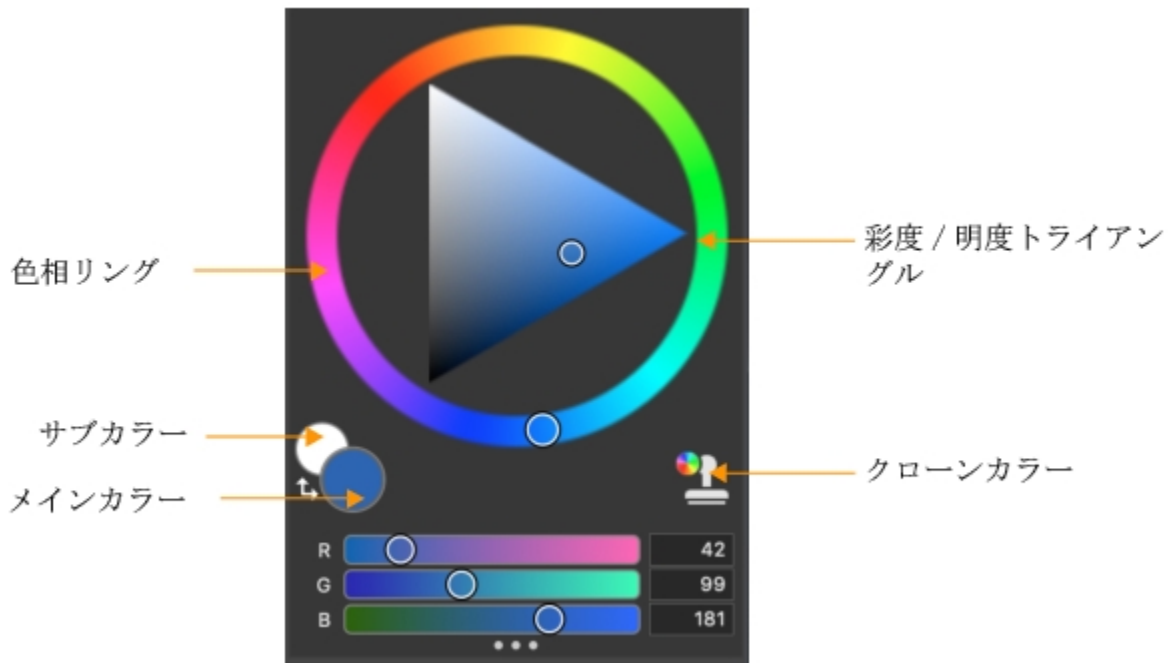 彩度 / 明度トライアン
グル
色相リング
サブカラー
メインカラー
クローンカラー
R 42
G 99
B 181